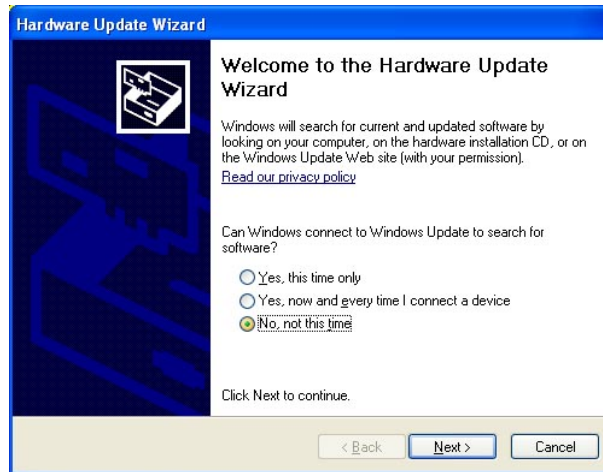 Hardware Update Wizard
Welcome to the Hardware Update
Wizard
Windows will search for current and updated software by
looking on your computer, on the hardware installation CD, or on
the Windows Update Web site (with your permission).
Read our privacy policy
Can Windows connect to Windows Update to search for
software?
Yes, this time only
Yes, now and every time I connect a device
No, not this time
Click Next to continue.
< Back
Next >
Cancel